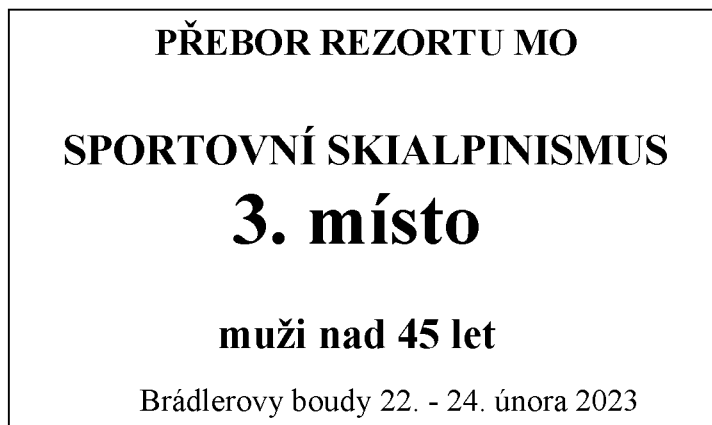 PŘEBOR REZORTU MO
SPORTOVNÍ SKIALPINISMUS
3. místo
muži nad 45 let
Brádlerovy boudy 22. - 24. února 2023